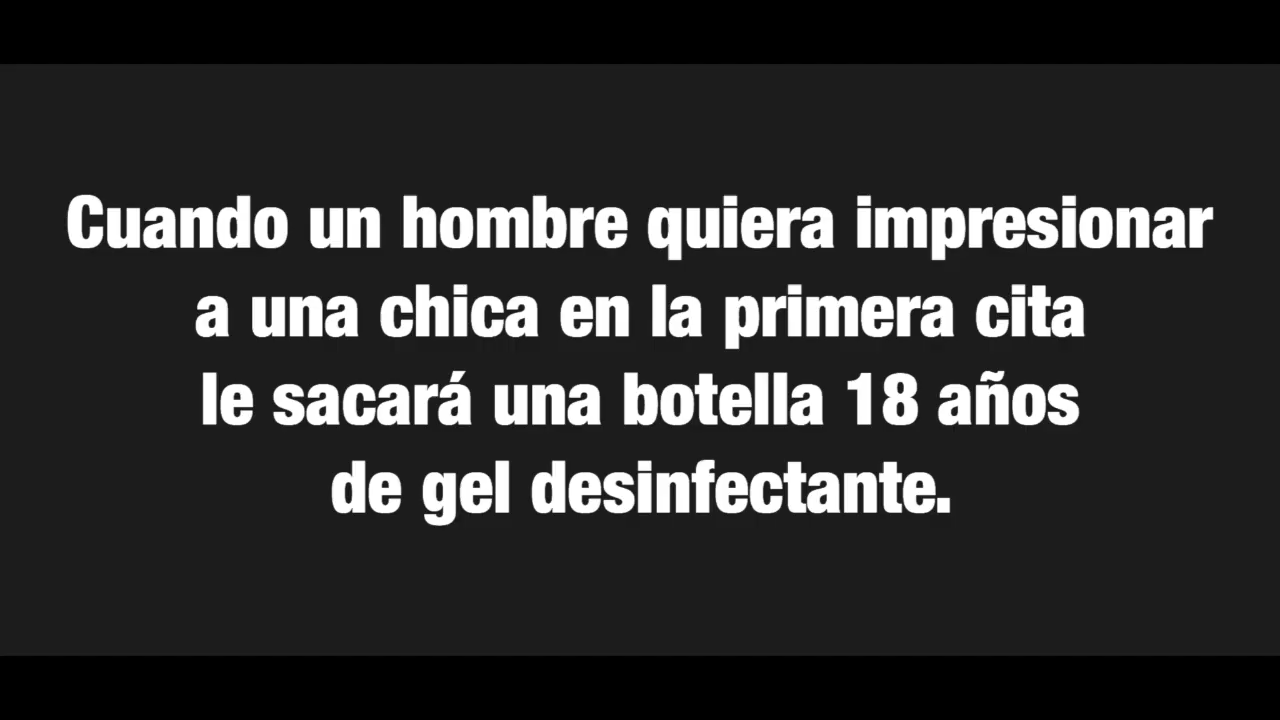 Cuando un hombre quiera impresionar
a una chica en la primera cita
le sacará una botella 18 años
de gel desinfectante.